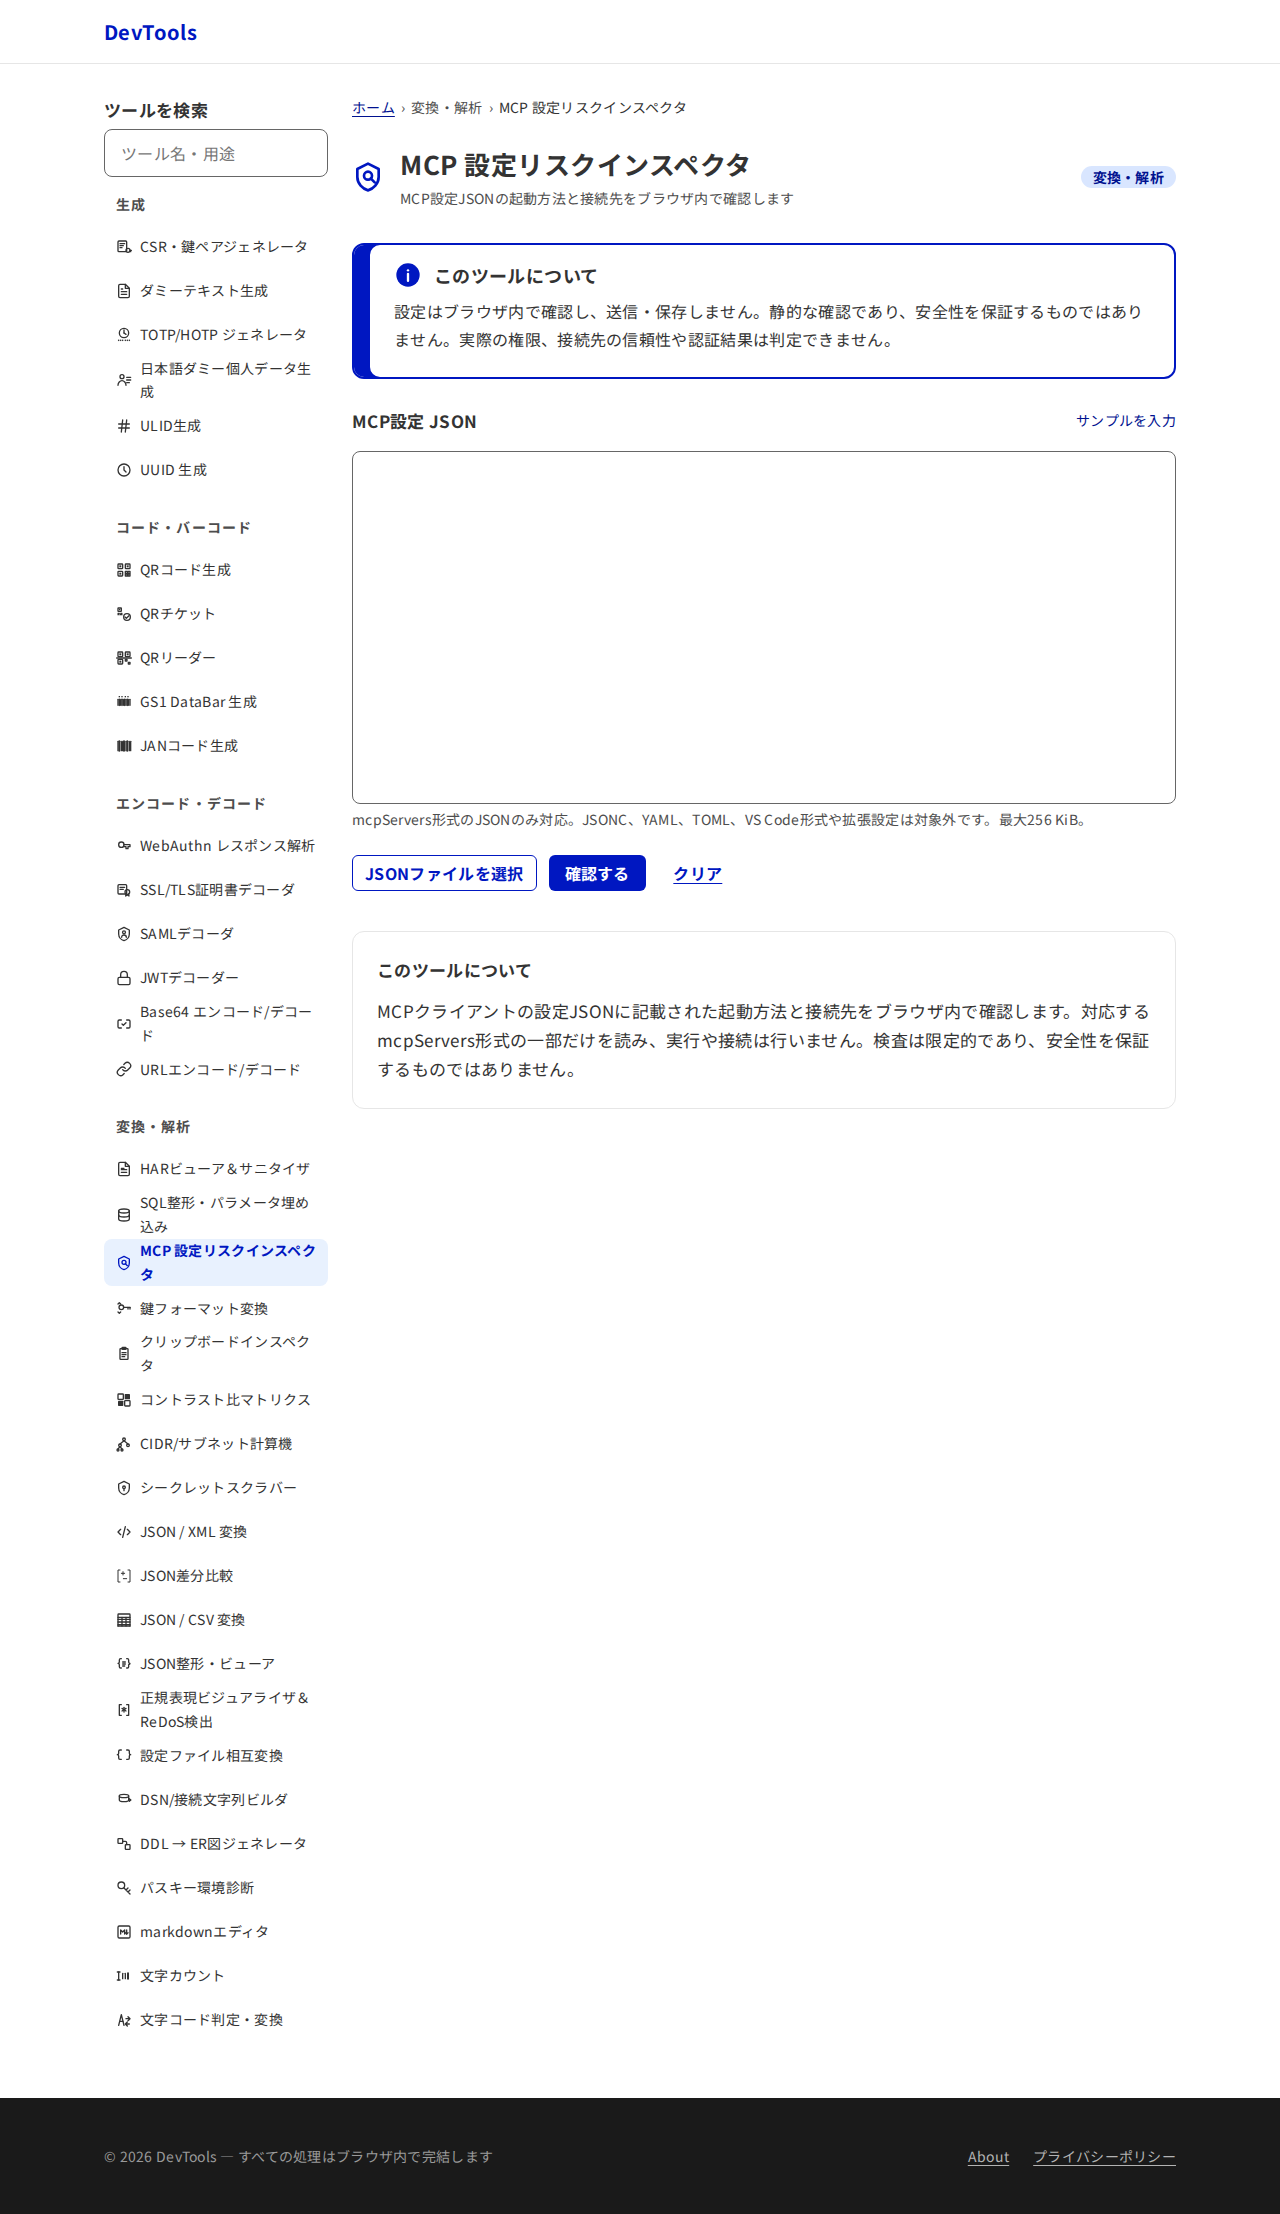 DevTools
ツールを検索
ツール名・用途
生成
CSR・鍵ペアジェネレータ
ダミーテキスト生成
TOTP/HOTP ジェネレータ
日本語ダミー個人データ生
成
ULID生成
UUID 生成
コード・バーコード
QRコード生成
QRチケット
QRリーダー
GS1 DataBar 生成
JANコード生成
エンコード・デコード
WebAuthn レスポンス解析
SSL/TLS証明書デコーダ
SAMLデコーダ
JWTデコーダー
Base64 エンコード/デコー
ド
URLエンコード/デコード
変換・解析
HARビューア＆サニタイザ
SQL整形・パラメータ埋め
込み
MCP 設定リスクインスペク
タ
鍵フォーマット変換
クリップボードインスペク
タ
コントラスト比マトリクス
CIDR/サブネット計算機
シークレットスクラバー
JSON / XML 変換
JSON差分比較
JSON / CSV 変換
JSON整形・ビューア
正規表現ビジュアライザ＆
ReDoS検出
設定ファイル相互変換
DSN/接続文字列ビルダ
DDL → ER図ジェネレータ
パスキー環境診断
markdownエディタ
文字カウント
文字コード判定・変換
ホーム › 変換・解析 › MCP 設定リスクインスペクタ
MCP 設定リスクインスペクタ
MCP設定JSONの起動方法と接続先をブラウザ内で確認します
変換・解析
このツールについて
設定はブラウザ内で確認し、送信・保存しません。静的な確認であり、安全性を保証するものではあり
ません。実際の権限、接続先の信頼性や認証結果は判定できません。
MCP設定 JSON
サンプルを入力
mcpServers形式のJSONのみ対応。JSONC、YAML、TOML、VS Code形式や拡張設定は対象外です。最大256 KiB。
JSONファイルを選択
確認する
クリア
このツールについて
MCPクライアントの設定JSONに記載された起動方法と接続先をブラウザ内で確認します。対応する
mcpServers形式の一部だけを読み、実行や接続は行いません。検査は限定的であり、安全性を保証
するものではありません。
© 2026 DevTools — すべての処理はブラウザ内で完結します
About
プライバシーポリシー